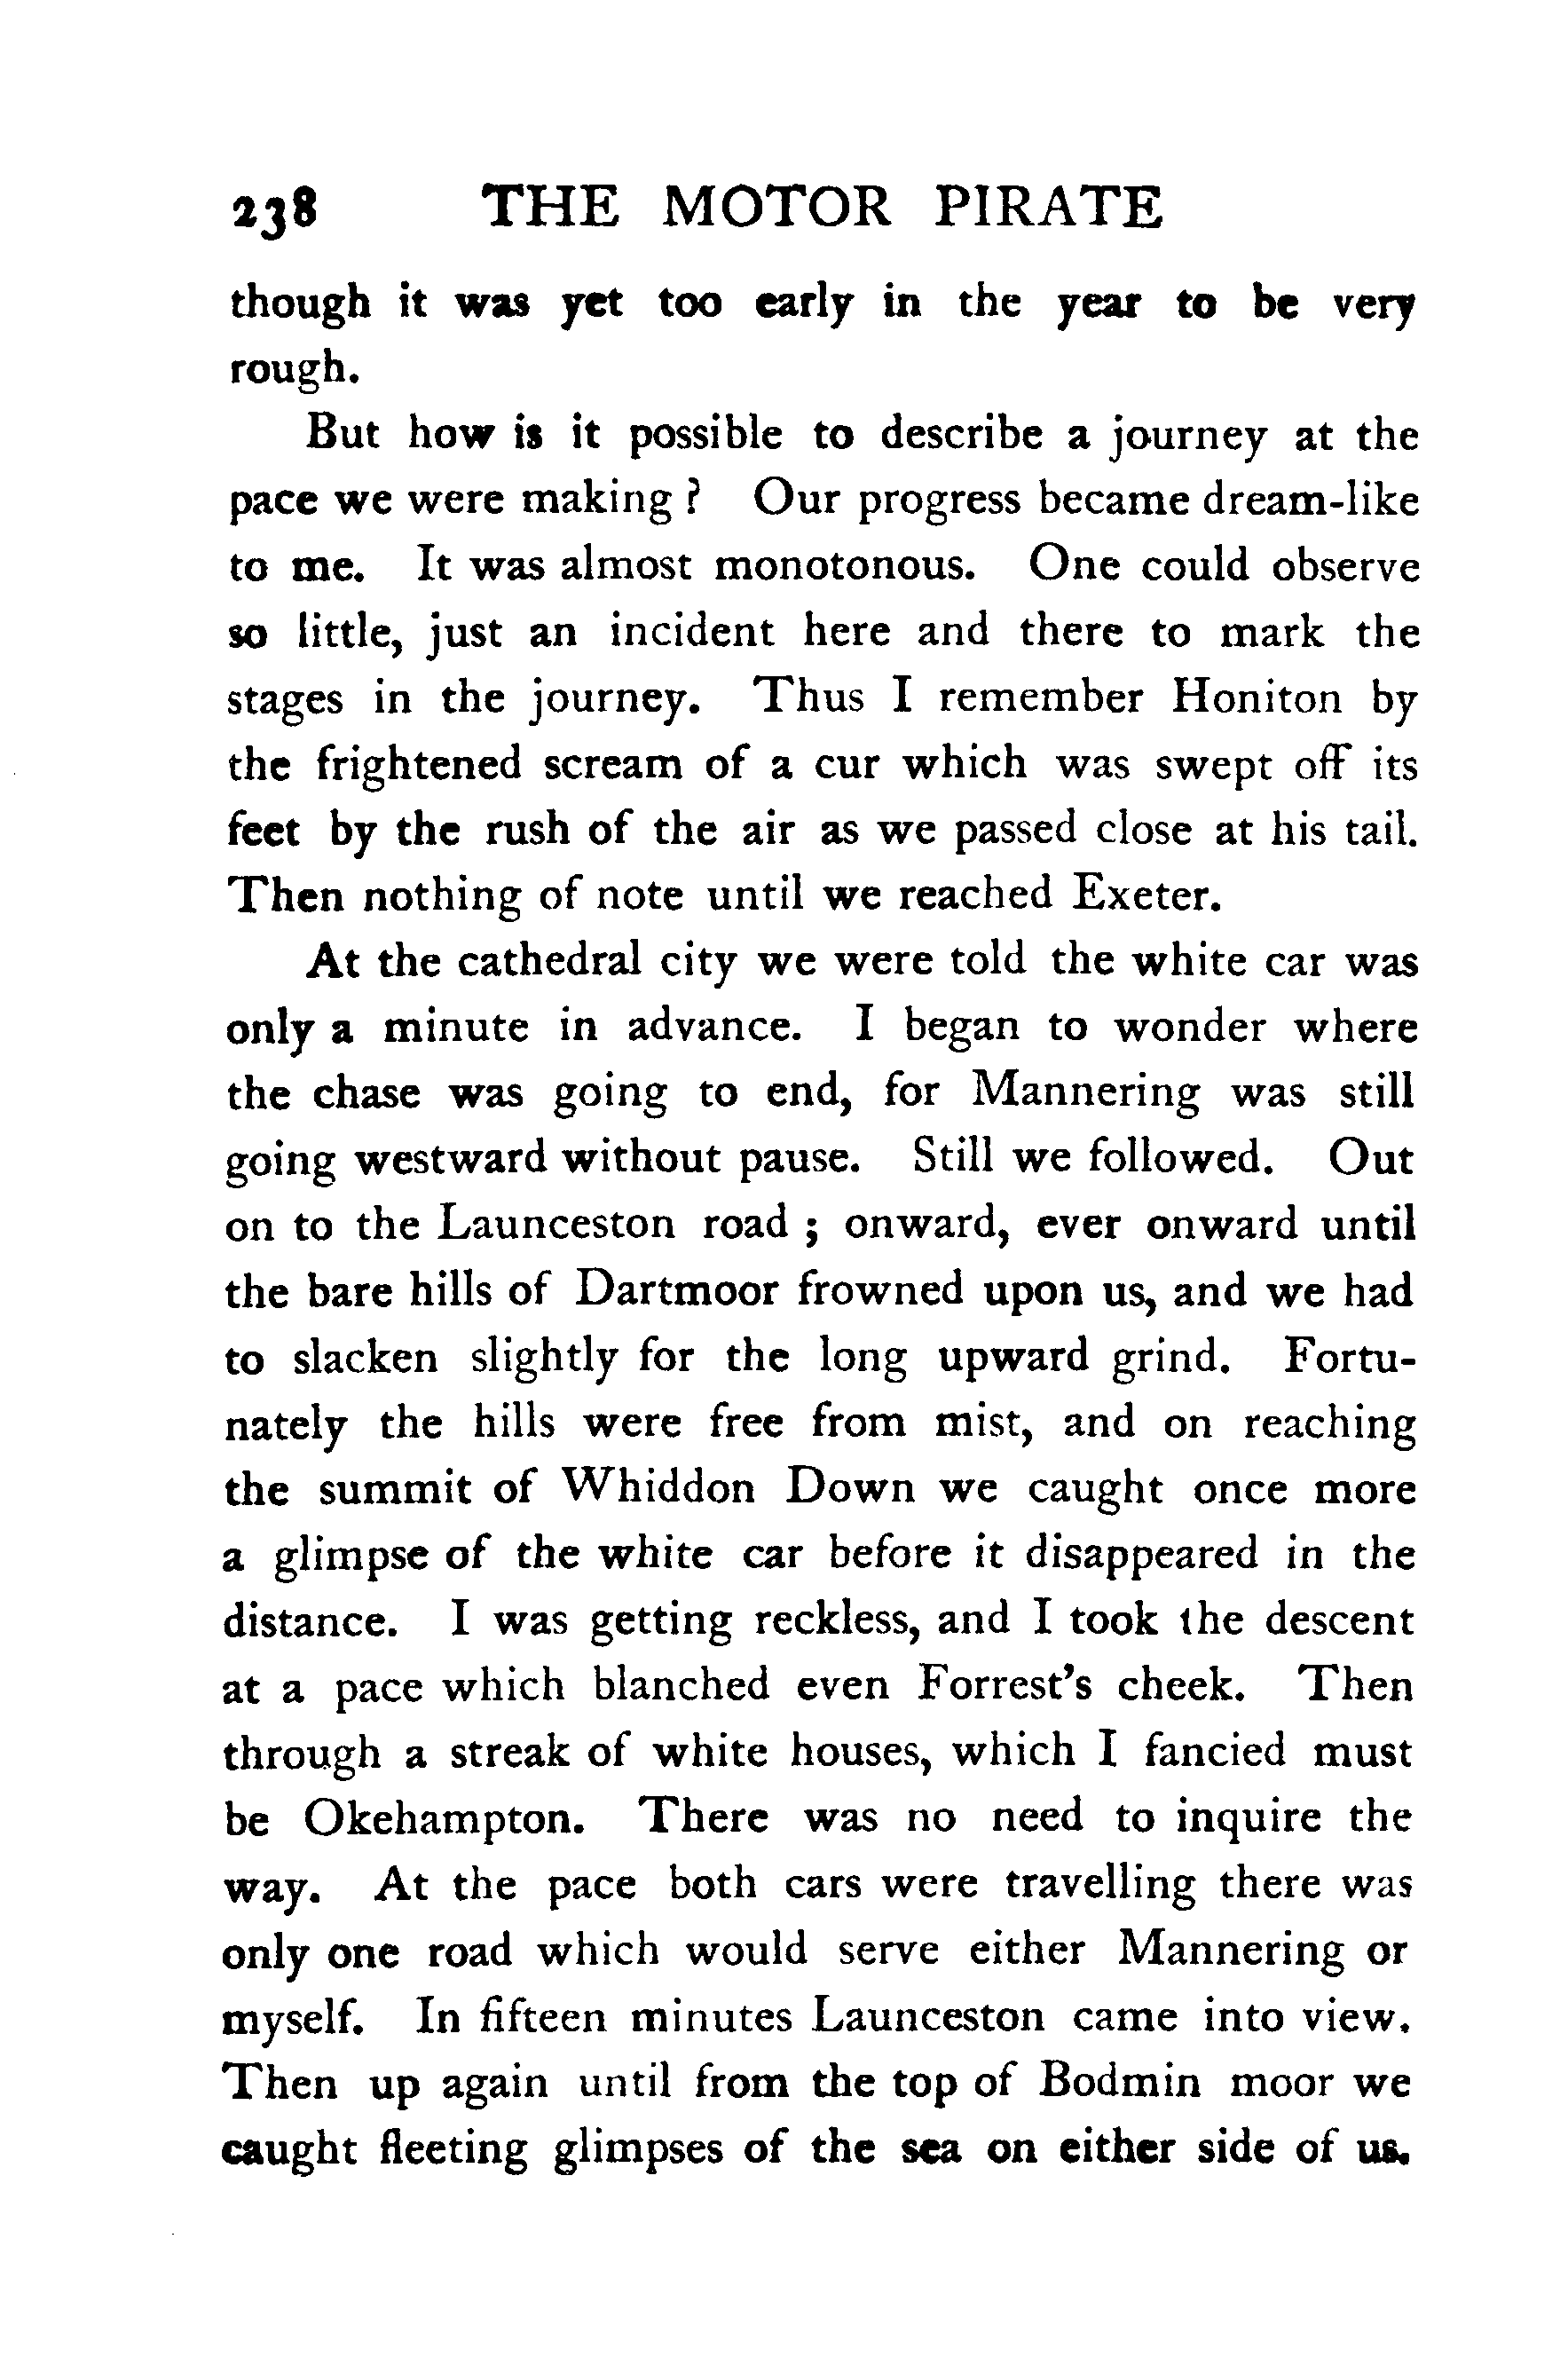 238 THE MOTOR PIRATE
though it was yet too early in the year to be very
rough.
But how is it possible to describe a journey at the
pace we were making ? Our progress became dream-like
to me. It was almost monotonous. One could observe
so little, just an incident here and there to mark the
stages in the journey. Thus I remember Honiton by
the frightened scream of a cur which was swept off its
feet by the rush of the air as we passed close at his tail.
Then nothing of note until we reached Exeter.
At the cathedral city we were told the white car was
only a minute in advance. I began to wonder where
the chase was going to end, for Mannering was still
going westward without pause. Still we followed. Out
on to the Launceston road ; onward, ever onward until
the bare hills of Dartmoor frowned upon us, and we had
to slacken slightly for the long upward grind. Fortu-
nately the hills were free from mist, and on reaching
the summit of Whiddon Down we caught once more
a glimpse of the white car before it disappeared in the
distance. I was getting reckless, and I took the descent
at a pace which blanched even Forrest's cheek. Then
through a streak of white houses, which I fancied must
be Okehampton. There was no need to inquire the
way. At the pace both cars were travelling there was
only one road which would serve either Mannering or
myself. In fifteen minutes Launceston came into view.
Then up again until from the top of Bodmin moor we
caught fleeting glimpses of the sea on either side of us.